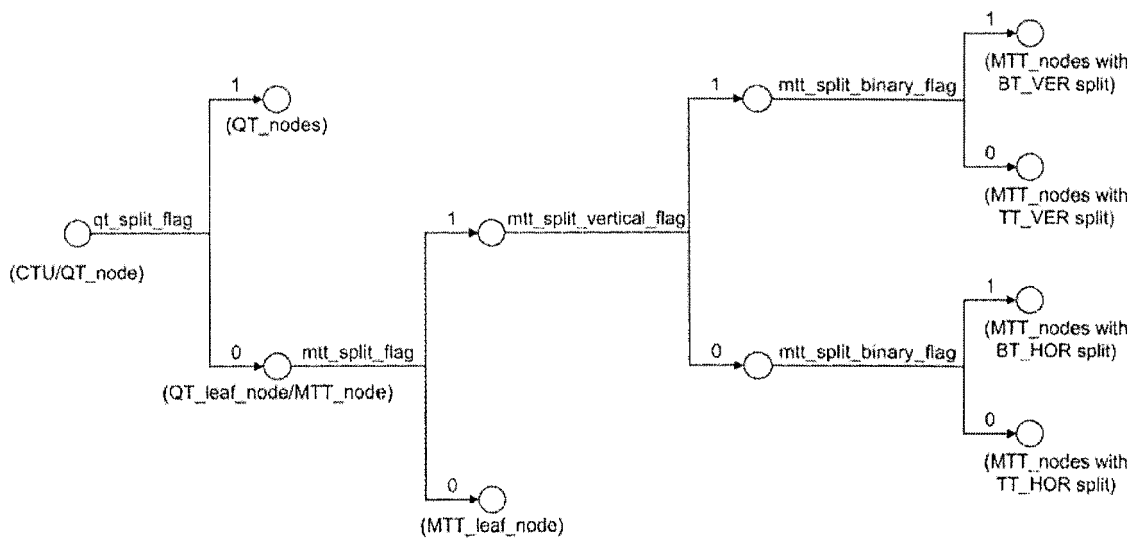 1
(MTT_nodes with
BT_VER split)
1
mtt_split_binary_flag
1
(QT_nodes)
0
(MTT_nodes with
TT_VER split)
qt_split_flag
1
mtt_split_vertical_flag
(CTU/QT_node)
1
(MTT_nodes with
BT_HOR split)
0
mtt_split_flag
0
mtt_split_binary_flag
(QT_leaf_node/MTT_node)
0
(MTT_nodes with
TT_HOR split)
0
(MTT_leaf_node)